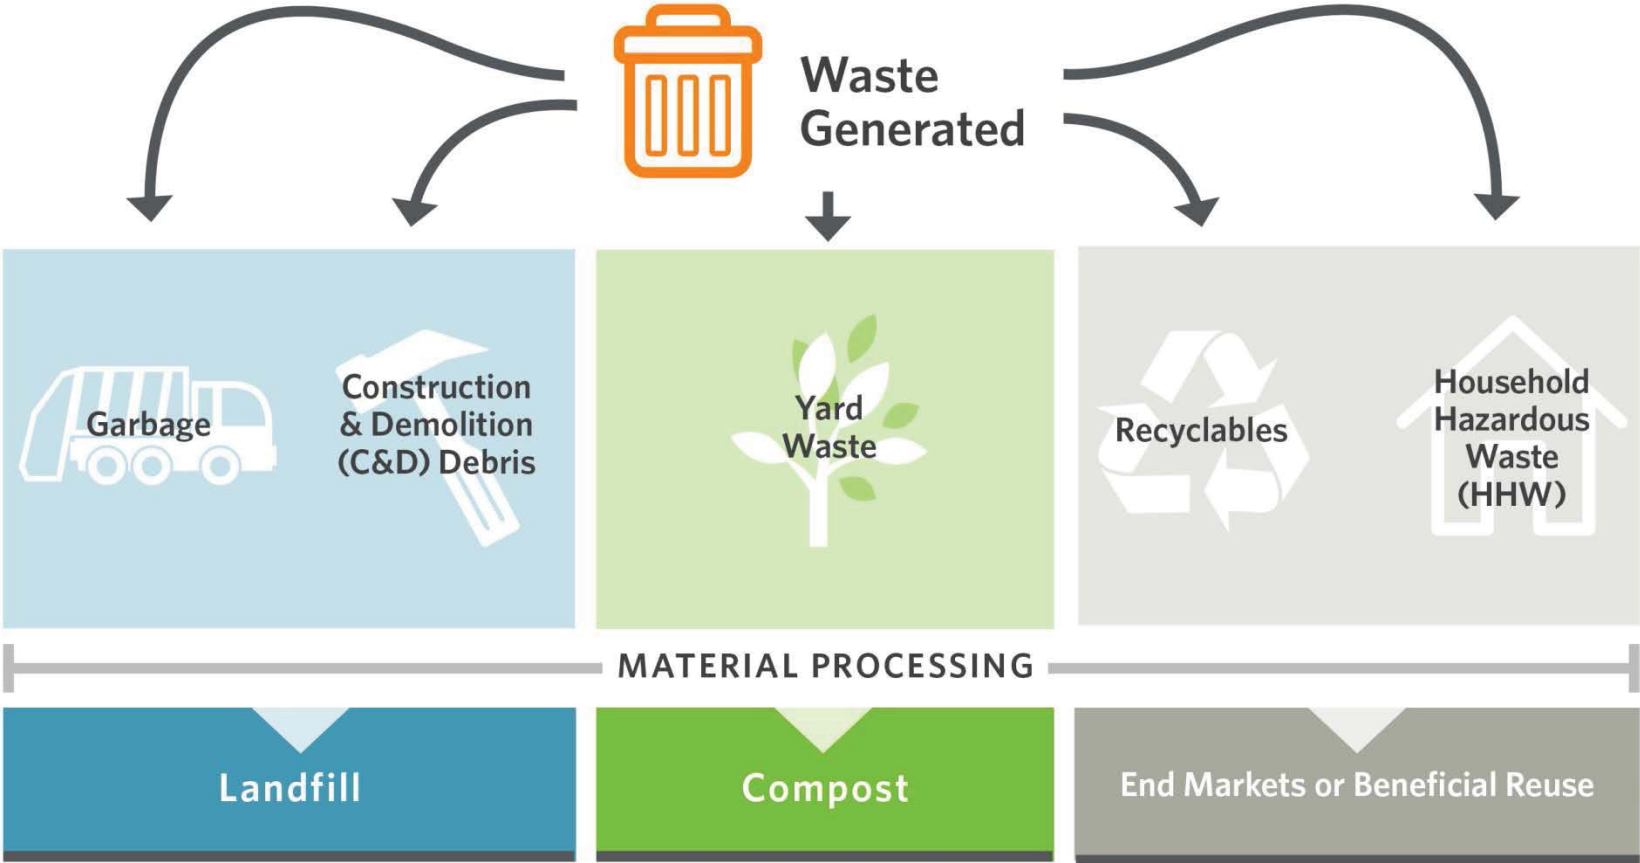 Waste
Generated
Garbage
Construction
& Demolition
(C&D) Debris
Yard
Waste
Recyclables
Household
Hazardous
Waste
(HHW)
MATERIAL PROCESSING
Landfill
Compost
End Markets or Beneficial Reuse